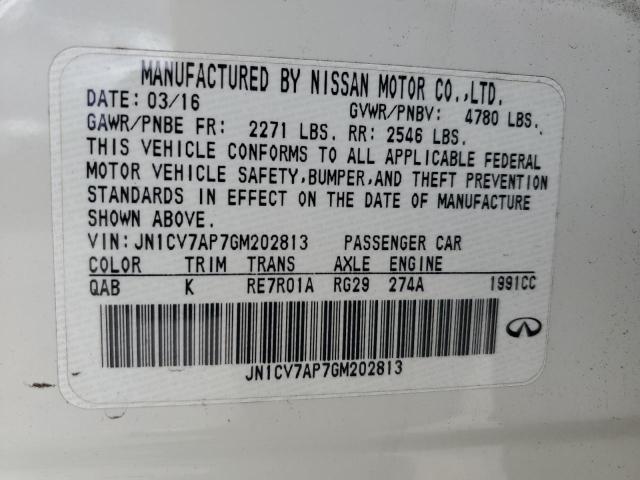 MANUFACTURED BY NISSAN MOTOR CO.,LTD.
DATE: 03/16 GVWR/PNBV: 4780 LBS.
GAWR/PNBE FR: 2271 LBS. RR: 2546 LBS.
THIS VEHICLE CONFORMS TO ALL APPLICABLE FEDERAL
MOTOR VEHICLE SAFETY,BUMPER,AND THEFT PREVENTION
STANDARDS IN EFFECT ON THE DATE OF MANUFACTURE
SHOWN ABOVE.
VIN: JN1CV7AP7GM202813 PASSENGER CAR
COLOR TRIM TRANS AXLE ENGINE
QAB K RE7R01A RG29 274A 1991CC
JN1CV7AP7GM202813